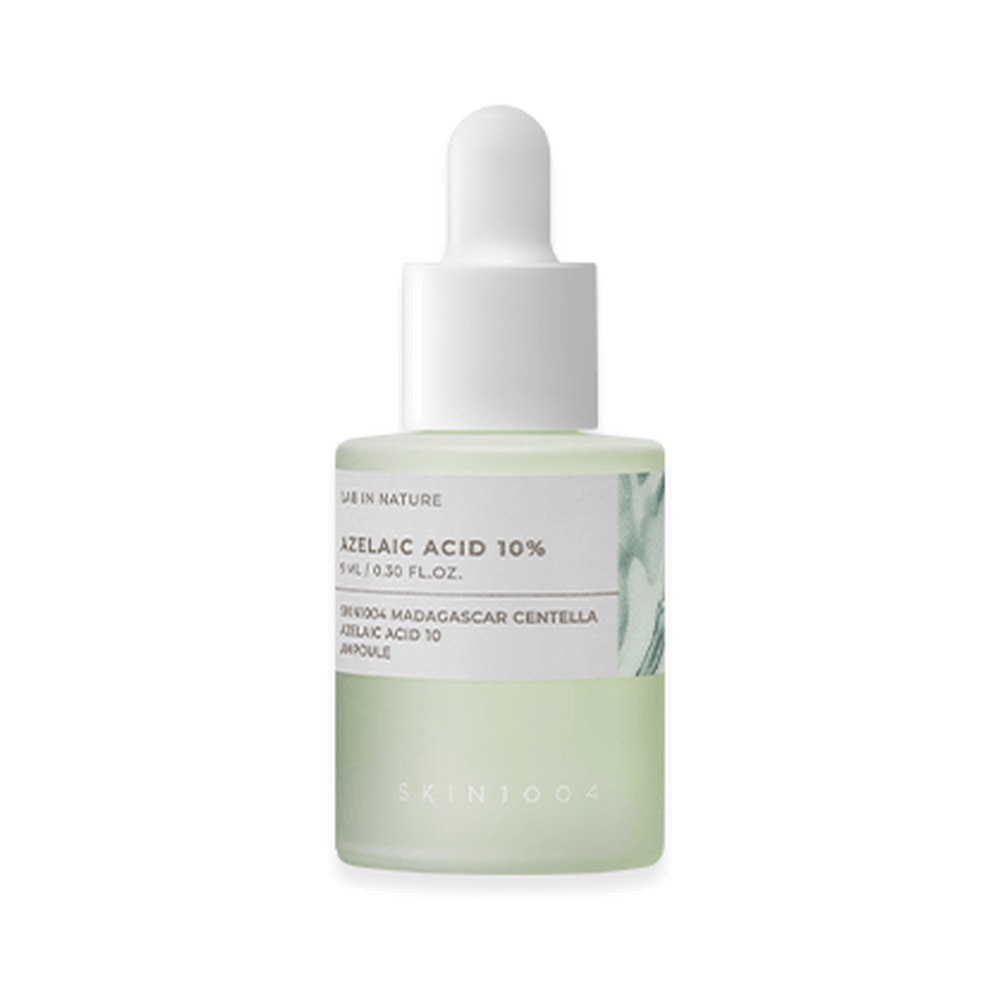 LAB IN NATURE
AZELAIC ACID 10%
9 ML / 0.30 FL.OZ.
SKIN1004 MADAGASCAR CENTELLA
AZELAIC ACID 10
AMPOULE
SKIN1004